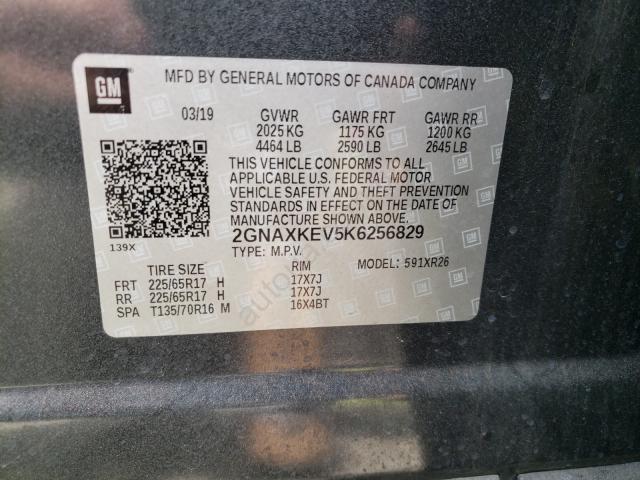 GM
MFD BY GENERAL MOTORS OF CANADA COMPANY
03/19 GVWR GAWR FRT GAWR RR
2025 KG 1175 KG 1200 KG
4464 LB 2590 LB 2645 LB
THIS VEHICLE CONFORMS TO ALL
APPLICABLE U.S. FEDERAL MOTOR
VEHICLE SAFETY AND THEFT PREVENTION
STANDARDS IN EFFECT ON THE DATE OF
MANUFACTURE SHOWN ABOVE.
2GNAXKEV5K6256829
139X
TYPE: M.P.V. MODEL: 591XR26
TIRE SIZE RIM
FRT 225/65R17 H 17X7J
RR 225/65R17 H 17X7J
SPA T135/70R16 M 16X4BT